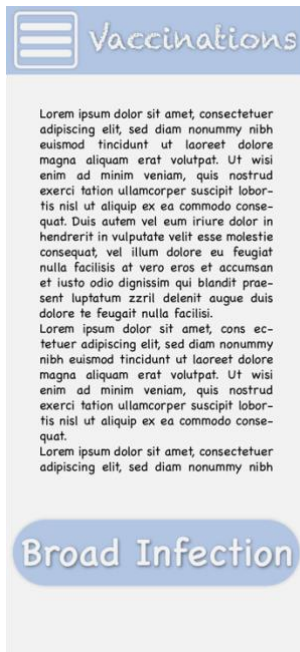 Vaccinations
Lorem ipsum dolor sit amet, consectetuer
adipiscing elit, sed diam nonummy nibh
euismod tincidunt ut laoreet dolore
magna aliquam erat volutpat. Ut wisi
enim ad minim veniam, quis nostrud
exerci tation ullamcorper suscipit lobor-
tis nisl ut aliquip ex ea commodo conse-
quat. Duis autem vel eum iriure dolor in
hendrerit in vulputate velit esse molestie
consequat, vel illum dolore eu feugiat
nulla facilisis at vero eros et accumsan
et iusto odio dignissim qui blandit prae-
sent luptatum zzril delenit augue duis
dolore te feugait nulla facilisi.
Lorem ipsum dolor sit amet, cons ec-
tetuer adipiscing elit, sed diam nonummy
nibh euismod tincidunt ut laoreet dolore
magna aliquam erat volutpat. Ut wisi
enim ad minim veniam, quis nostrud
exerci tation ullamcorper suscipit lobor-
tis nisl ut aliquip ex ea commodo conse-
quat.
Lorem ipsum dolor sit amet, consectetuer
adipiscing elit, sed diam nonummy nibh
Broad Infection